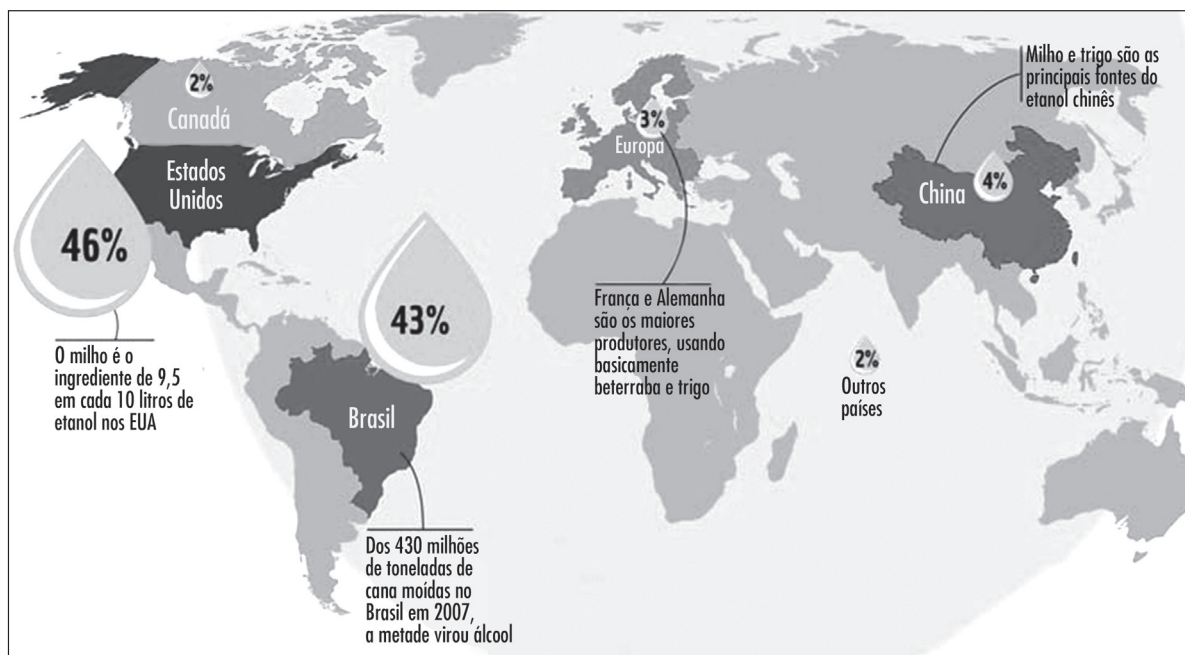 2%
Canadá
Estados
Unidos
46%
O milho é o
ingrediente de 9,5
em cada 10 litros de
etanol nos EUA
43%
Brasil
Dos 430 milhões
de toneladas de
cana moídas no
Brasil em 2007,
a metade virou álcool
3%
Europa
França e Alemanha
são os maiores
produtores, usando
basicamente
beterraba e trigo
Milho e trigo são as
principais fontes do
etanol chinês
China
4%
2%
Outros
países